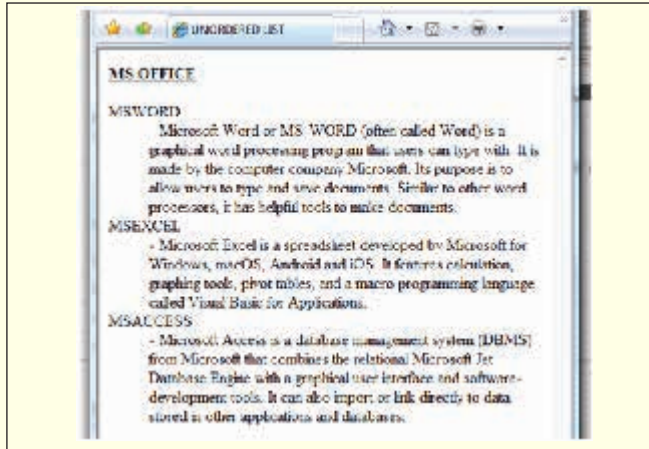 UNORDERED LIST
MS OFFICE
MSWORD
Microsoft Word or MS WORD (often called Word) is a
graphical word processing program that users can type with. It is
made by the computer company Microsoft. Its purpose is to
allow users to type and save documents. Similar to other word
processors, it has helpful tools to make documents.
MSEXCEL
- Microsoft Excel is a spreadsheet developed by Microsoft for
Windows, macOS, Android and iOS. It features calculation,
graphing tools, pivot tables, and a macro programming language
called Visual Basic for Applications.
MSACCESS
- Microsoft Access is a database management system (DBMS)
from Microsoft that combines the relational Microsoft Jet
Database Engine with a graphical user interface and software-
development tools. It can also import or link directly to data
stored in other applications and databases.